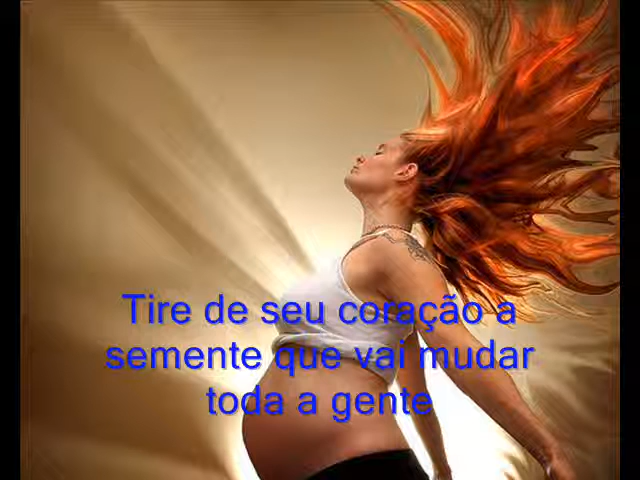 Tire de seu coração a
semente que vai mudar
toda a gente